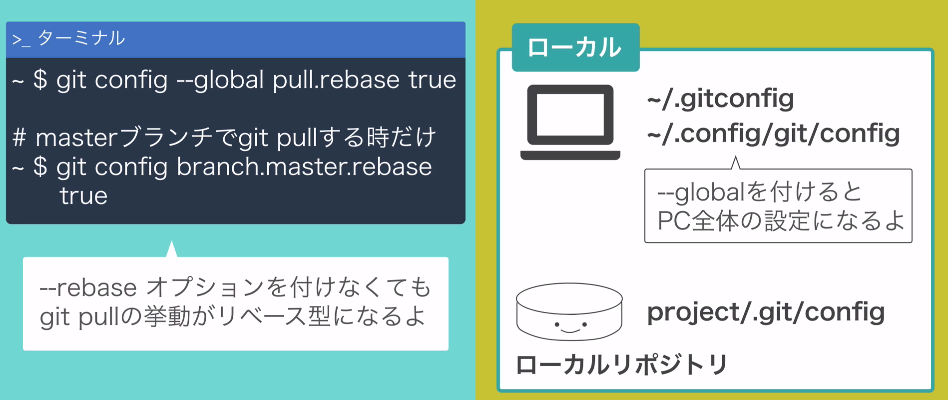 >_ ターミナル
~ $ git config --global pull.rebase true
# masterブランチでgit pullする時だけ
~ $ git config branch.master.rebase
true
--rebase オプションを付けなくても
git pullの挙動がリベース型になるよ
ローカル
~/.gitconfig
~/.config/git/config
--globalを付けると
PC全体の設定になるよ
project/.git/config
ローカルリポジトリ